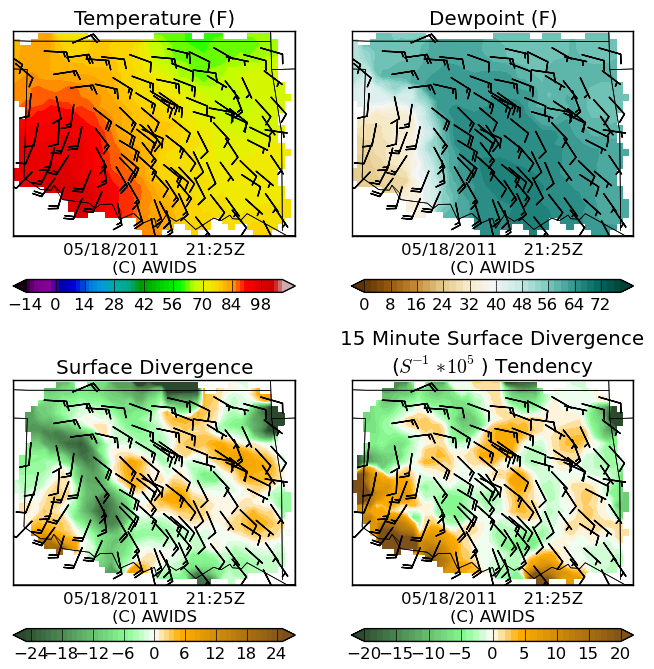 Temperature (F)
Dewpoint (F)
05/18/2011 21:25Z
(C) AWIDS
05/18/2011 21:25Z
(C) AWIDS
−14 0 14 28 42 56 70 84 98
0 8 16 24 32 40 48 56 64 72
Surface Divergence
15 Minute Surface Divergence
(S⁻¹ *10⁵ ) Tendency
05/18/2011 21:25Z
(C) AWIDS
05/18/2011 21:25Z
(C) AWIDS
−24 −18 −12 −6 0 6 12 18 24
−20 −15 −10 −5 0 5 10 15 20